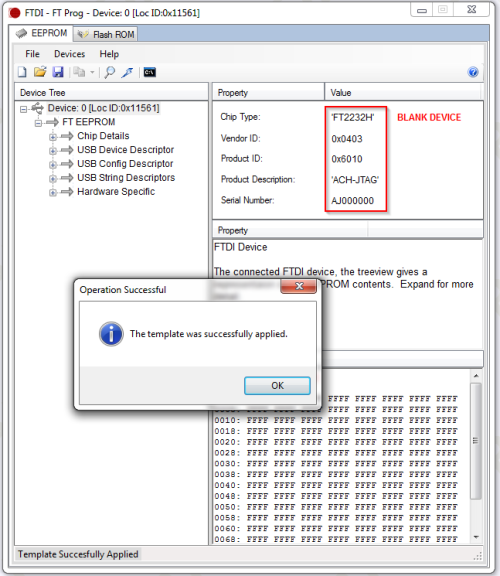 FTDI - FT Prog - Device: 0 [Loc ID:0x11561]
EEPROM Flash ROM
File Devices Help
Device Tree
Device: 0 [Loc ID:0x11561]
FT EEPROM
Chip Details
USB Device Descriptor
USB Config Descriptor
USB String Descriptors
Hardware Specific
Property Value
Chip Type: 'FT2232H' BLANK DEVICE
Vendor ID: 0x0403
Product ID: 0x6010
Product Description: 'ACH-JTAG'
Serial Number: AJ000000
Property
FTDI Device
The connected FTDI device, the treeview gives a
EPROM contents. Expand for more
Operation Successful
The template was successfully applied.
OK
FFFF FFFF FFFF FFFF FFFF
FFFF FFFF FFFF FFFF FFFF
0010: FFFF FFFF FFFF FFFF FFFF FFFF FFFF FFFF
0018: FFFF FFFF FFFF FFFF FFFF FFFF FFFF FFFF
0020: FFFF FFFF FFFF FFFF FFFF FFFF FFFF FFFF
0028: FFFF FFFF FFFF FFFF FFFF FFFF FFFF FFFF
0030: FFFF FFFF FFFF FFFF FFFF FFFF FFFF FFFF
0038: FFFF FFFF FFFF FFFF FFFF FFFF FFFF FFFF
0040: FFFF FFFF FFFF FFFF FFFF FFFF FFFF FFFF
0048: FFFF FFFF FFFF FFFF FFFF FFFF FFFF FFFF
0050: FFFF FFFF FFFF FFFF FFFF FFFF FFFF FFFF
0058: FFFF FFFF FFFF FFFF FFFF FFFF FFFF FFFF
0060: FFFF FFFF FFFF FFFF FFFF FFFF FFFF FFFF
0068: FFFF FFFF FFFF FFFF FFFF FFFF FFFF FFFF
Template Succesfully Applied